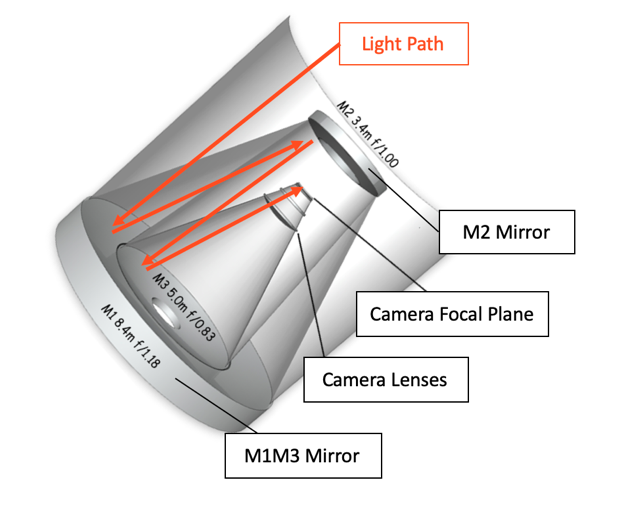 Light Path
M2 3.4m f/1.00
M2 Mirror
M3 5.0m f/0.83
Camera Focal Plane
M1 8.4m f/1.18
Camera Lenses
M1M3 Mirror